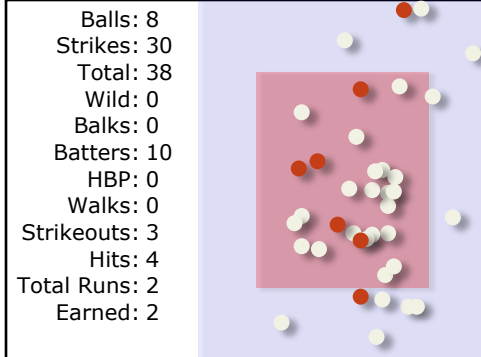 Balls: 8
Strikes: 30
Total: 38
Wild: 0
Balks: 0
Batters: 10
HBP: 0
Walks: 0
Strikeouts: 3
Hits: 4
Total Runs: 2
Earned: 2